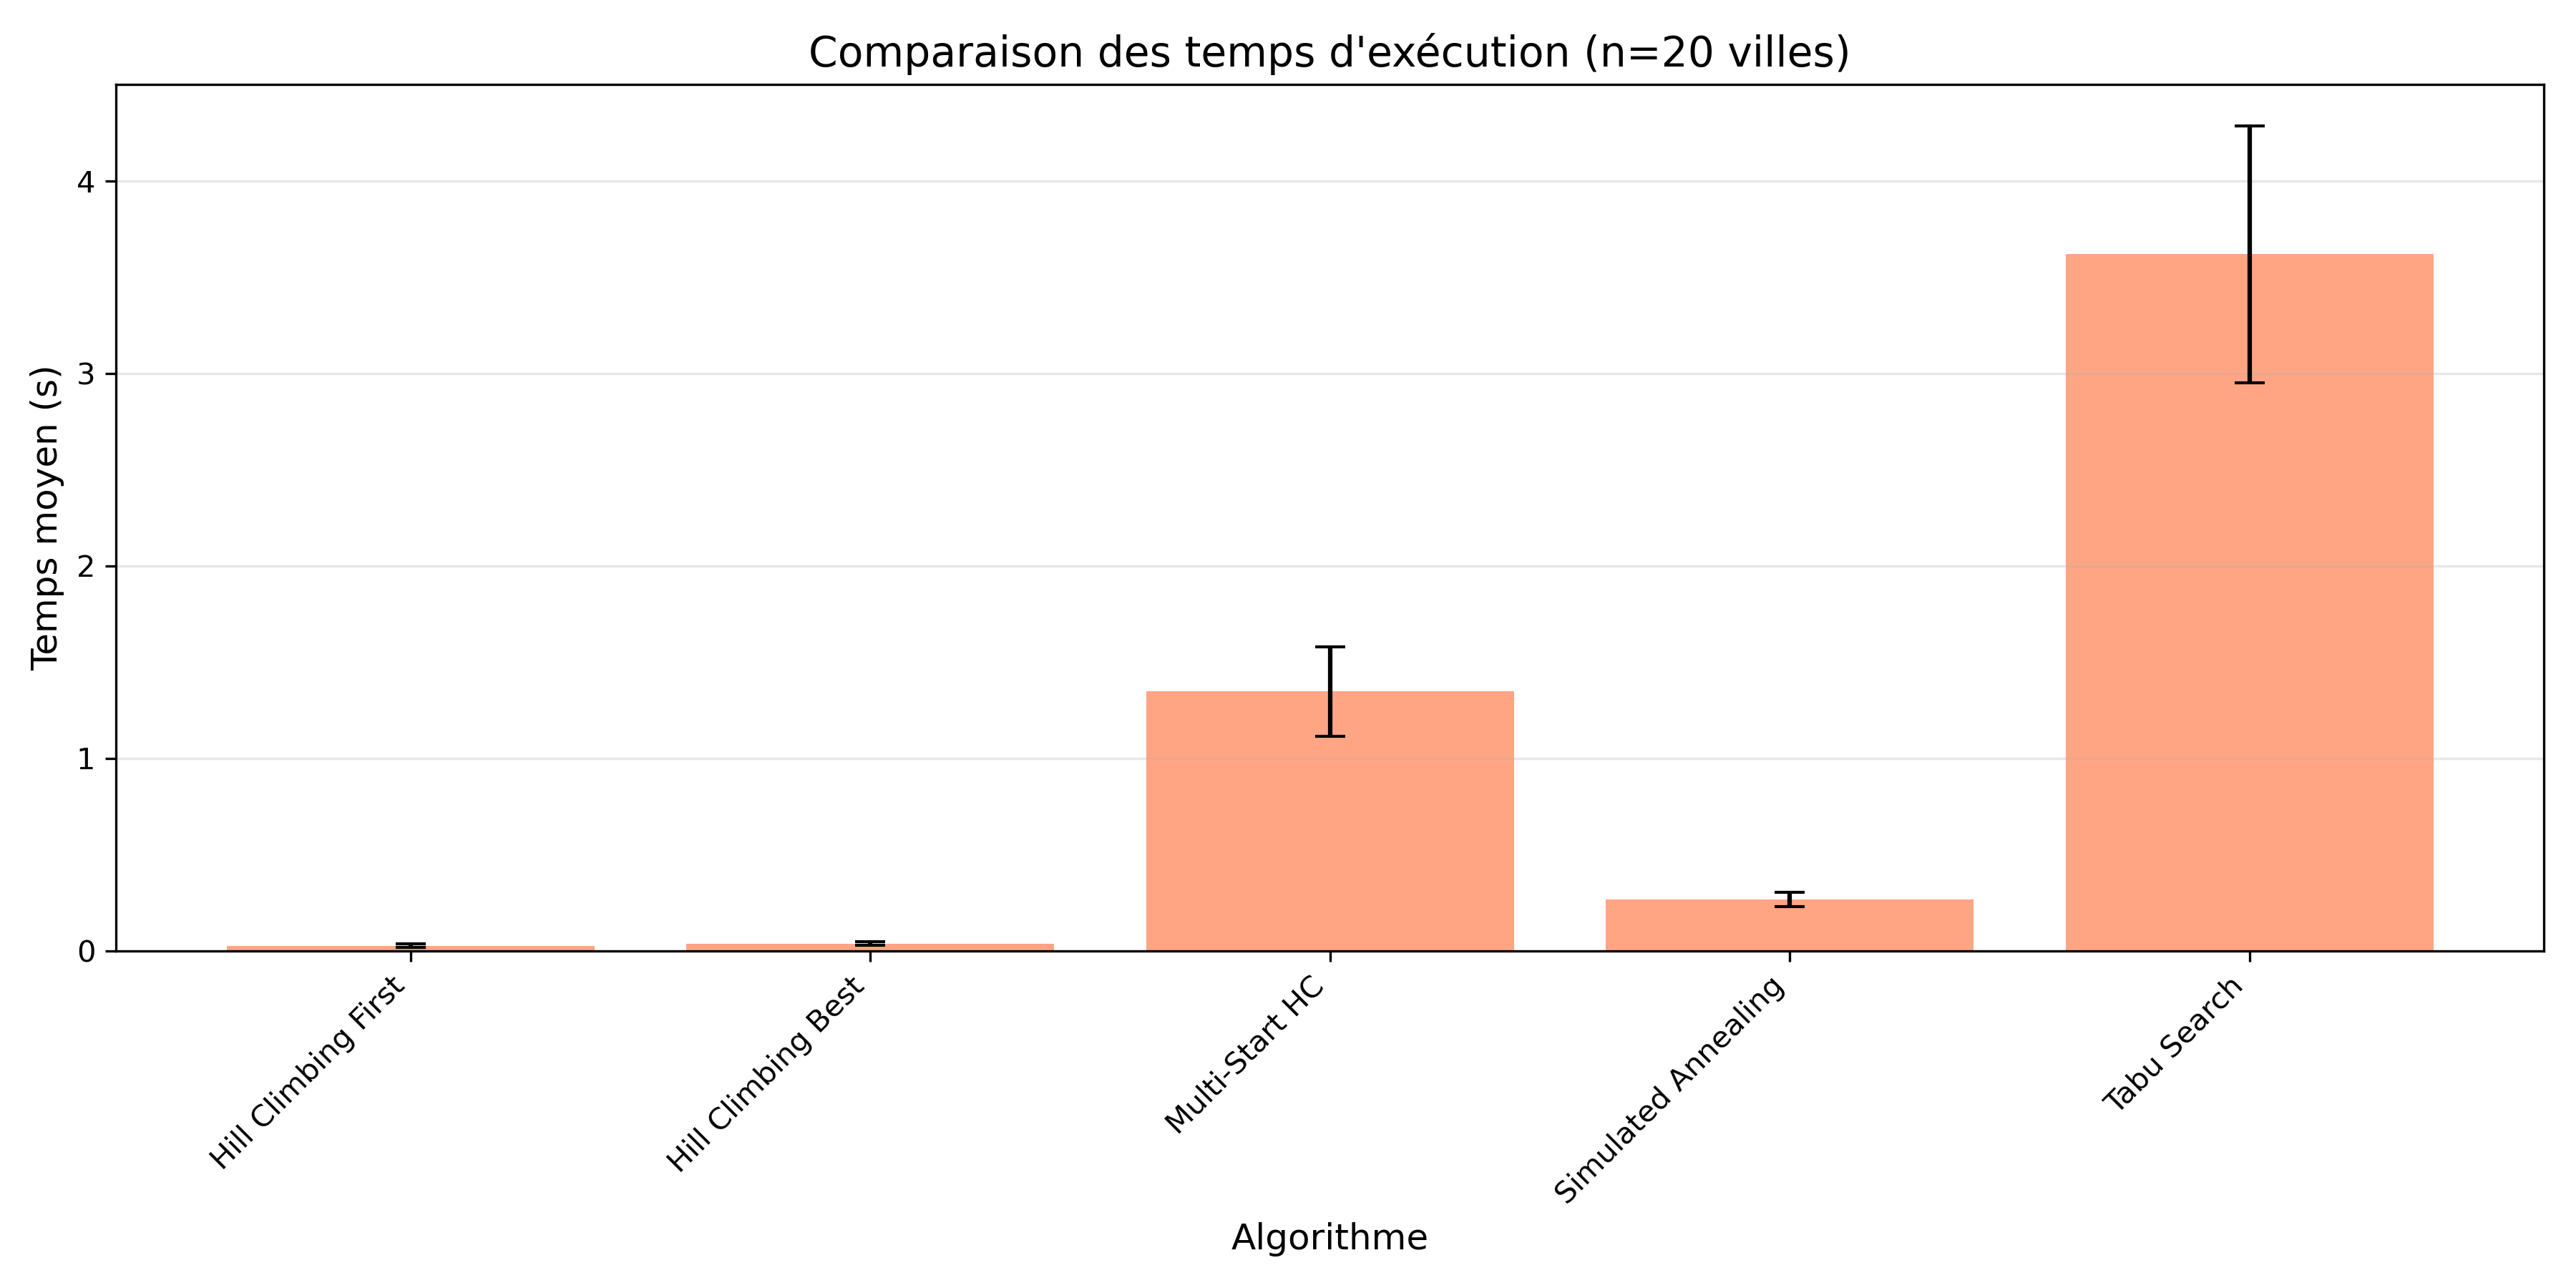 Comparaison des temps d'exécution (n=20 villes)
Temps moyen (s)
4
3
2
1
0
Hill Climbing First
Hill Climbing Best
Multi-Start HC
Simulated Annealing
Tabu Search
Algorithme